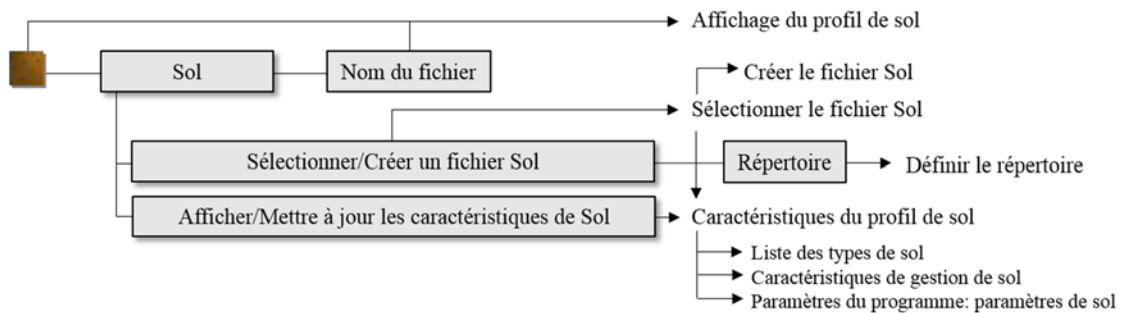 Affichage du profil de sol
Sol
Nom du fichier
Créer le fichier Sol
Sélectionner le fichier Sol
Sélectionner/Créer un fichier Sol
Répertoire
Définir le répertoire
Afficher/Mettre à jour les caractéristiques de Sol
Caractéristiques du profil de sol
Liste des types de sol
Caractéristiques de gestion de sol
Paramètres du programme: paramètres de sol